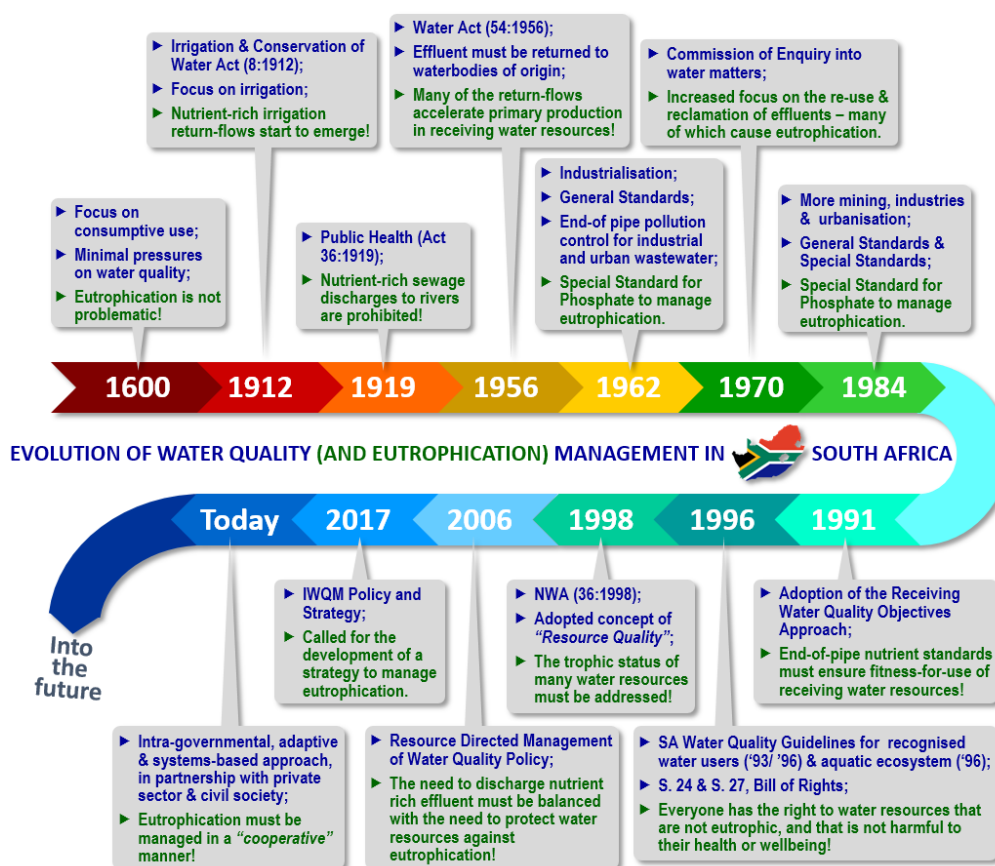 ► Irrigation & Conservation of
Water Act (8:1912);
► Focus on irrigation;
► Nutrient-rich irrigation
return-flows start to emerge!
► Water Act (54:1956);
► Effluent must be returned to
waterbodies of origin;
► Many of the return-flows
accelerate primary production
in receiving water resources!
► Commission of Enquiry into
water matters;
► Increased focus on the re-use &
reclamation of effluents – many
of which cause eutrophication.
► Focus on
consumptive use;
► Minimal pressures
on water quality;
► Eutrophication is not
problematic!
► Public Health (Act
36:1919);
► Nutrient-rich sewage
discharges to rivers
are prohibited!
► Industrialisation;
► General Standards;
► End-of pipe pollution
control for industrial
and urban wastewater;
► Special Standard for
Phosphate to manage
eutrophication.
► More mining, industries
& urbanisation;
► General Standards &
Special Standards;
► Special Standard for
Phosphate to manage
eutrophication.
1600 1912 1919 1956 1962 1970 1984
EVOLUTION OF WATER QUALITY (AND EUTROPHICATION) MANAGEMENT IN SOUTH AFRICA
Today 2017 2006 1998 1996 1991
Into
the
future
► IWQM Policy and
Strategy;
► Called for the
development of a
strategy to manage
eutrophication.
► NWA (36:1998);
► Adopted concept of
“Resource Quality”;
► The trophic status of
many water resources
must be addressed!
► Adoption of the Receiving
Water Quality Objectives
Approach;
► End-of-pipe nutrient standards
must ensure fitness-for-use of
receiving water resources!
► Intra-governmental, adaptive
& systems-based approach,
in partnership with private
sector & civil society;
► Eutrophication must be
managed in a “cooperative”
manner!
► Resource Directed Management
of Water Quality Policy;
► The need to discharge nutrient
rich effluent must be balanced
with the need to protect water
resources against
eutrophication!
► SA Water Quality Guidelines for recognised
water users (‘93/ ’96) & aquatic ecosystem (‘96);
► S. 24 & S. 27, Bill of Rights;
► Everyone has the right to water resources that
are not eutrophic, and that is not harmful to
their health or wellbeing!